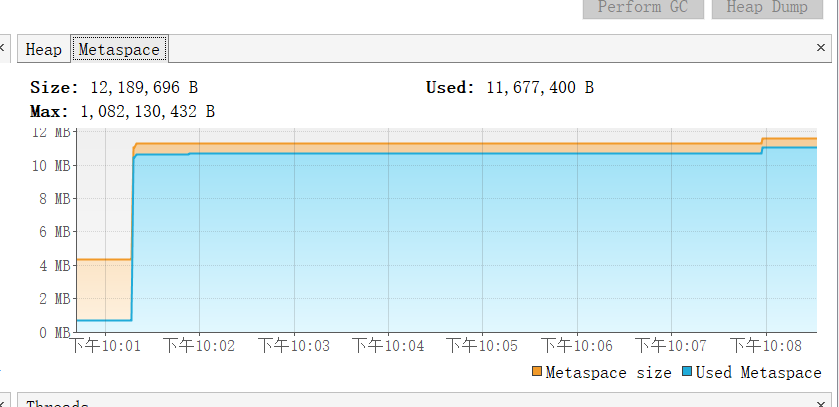 Perform GC Heap Dump
Heap Metaspace
Size: 12,189,696 B Used: 11,677,400 B
Max: 1,082,130,432 B
12 MB
10 MB
8 MB
6 MB
4 MB
2 MB
0 MB
下午10:01 下午10:02 下午10:03 下午10:04 下午10:05 下午10:06 下午10:07 下午10:08
Metaspace size Used Metaspace
Threads